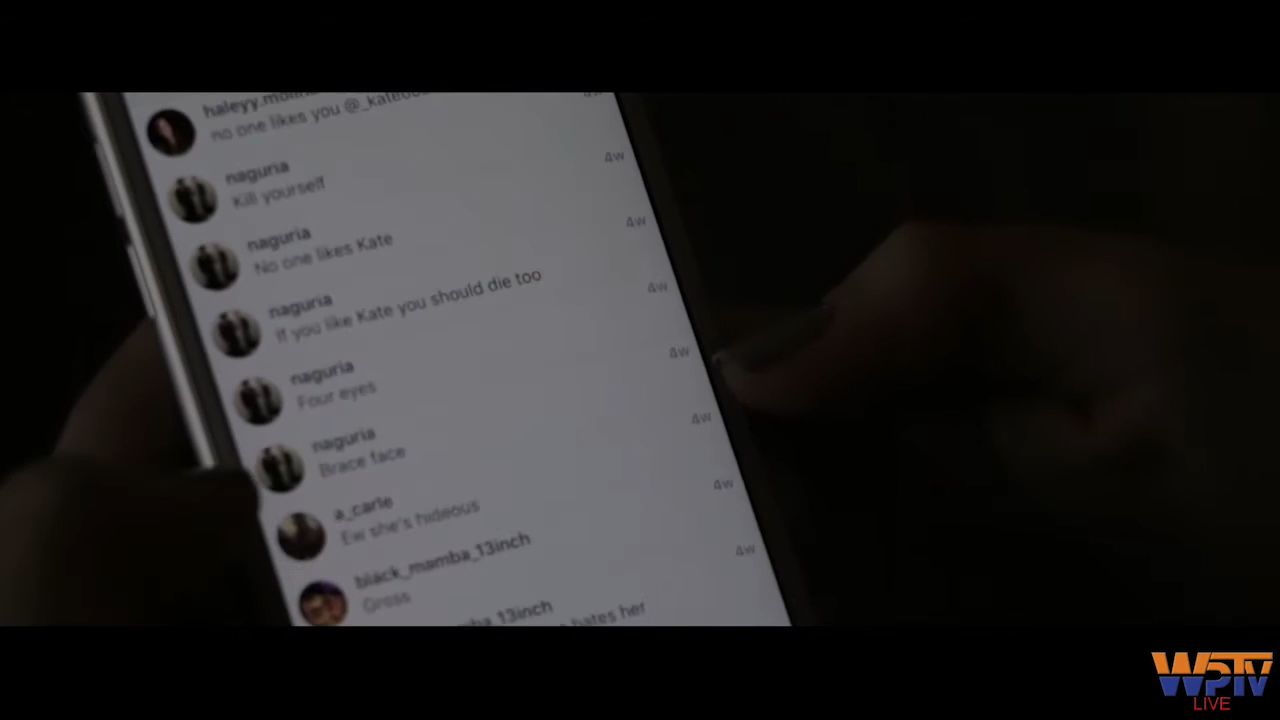 no one likes you
4w
naguria
Kill yourself
4w
naguria
No one likes Kate
4w
naguria
If you like Kate you should die too
4w
naguria
Four eyes
4w
naguria
Brace face
4w
a_carle
Ew she's hideous
4w
black_mamba_13inch
Gross
hates her
WPTV
LIVE